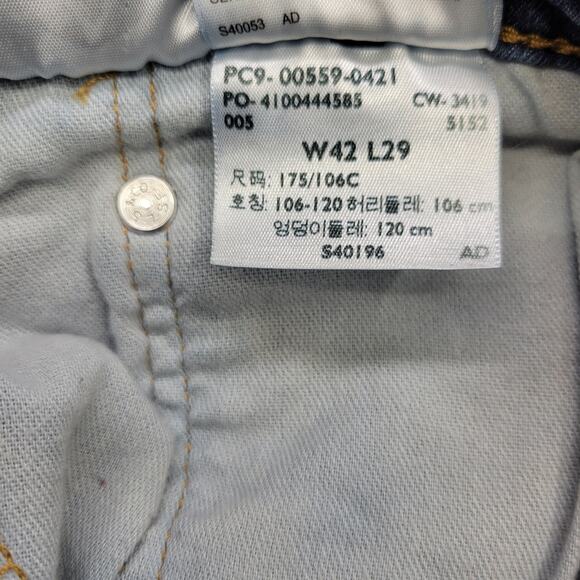 S40053 AD
PC9- 00559-0421
PO- 4100444585 CW- 3419
005 5152
W42 L29
尺码: 175/106C
호칭: 106-120 허리둘레: 106 cm
엉덩이둘레: 120 cm
S40196 AD